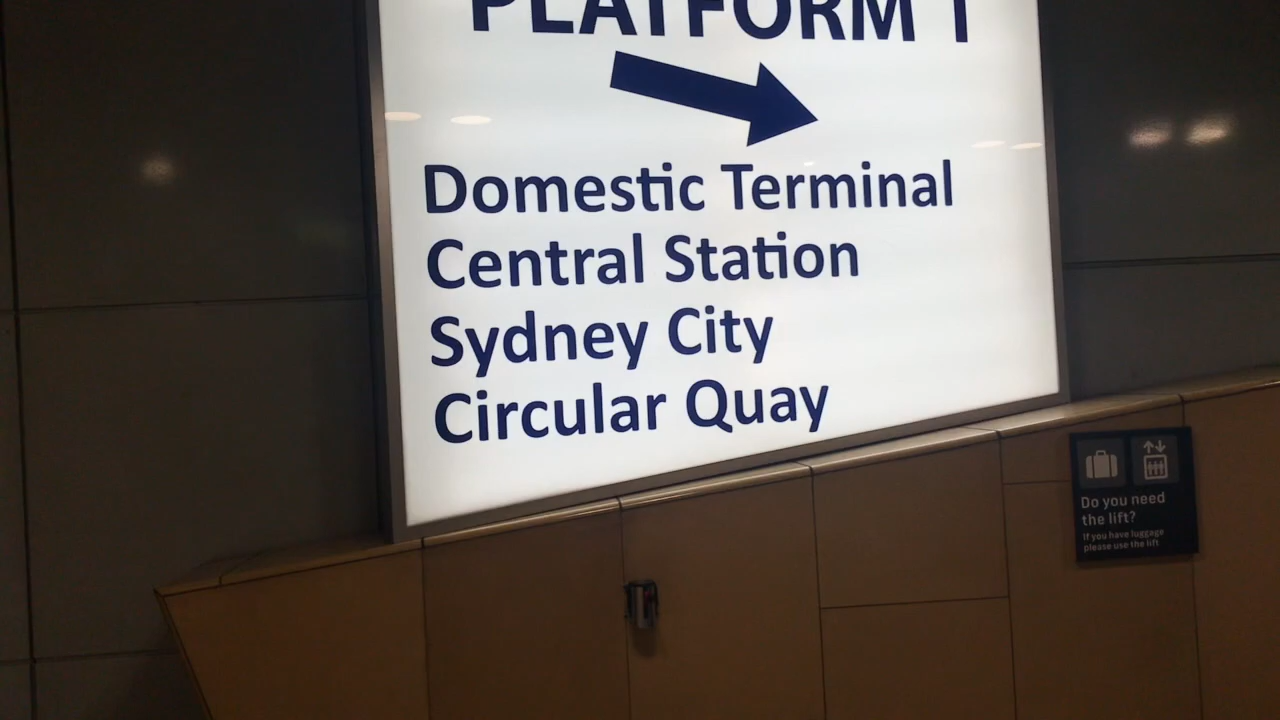 PLATFORM 1
Domestic Terminal
Central Station
Sydney City
Circular Quay
Do you need
the lift?
If you have luggage
please use the lift